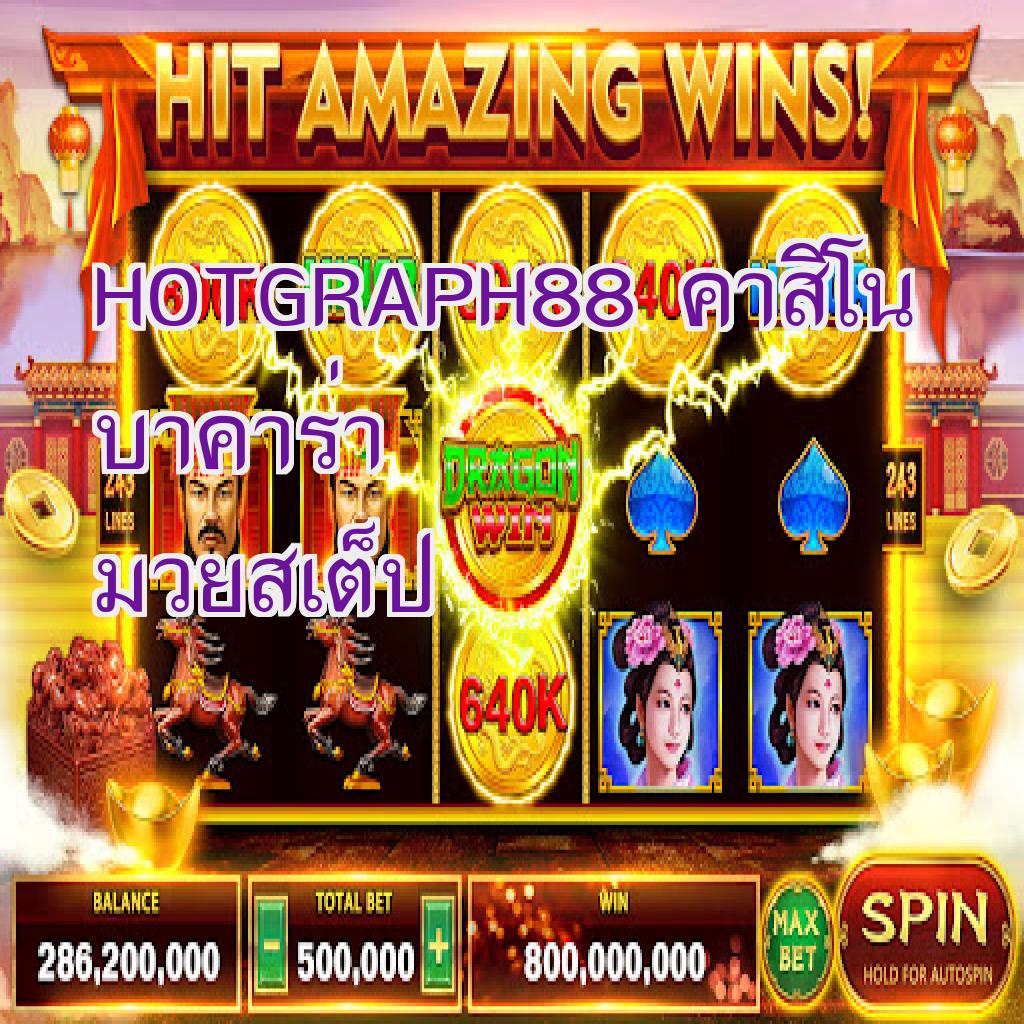 HIT AMAZING WINS!
HOTGRAPH88 คาสิโน
บาคาร่า
มวยสเต็ป
DRAGON
WIN
243
LINES
243
LINES
640K
BALANCE
TOTAL BET
WIN
286,200,000
- 500,000 +
800,000,000
MAX
BET
SPIN
HOLD FOR AUTOSPIN